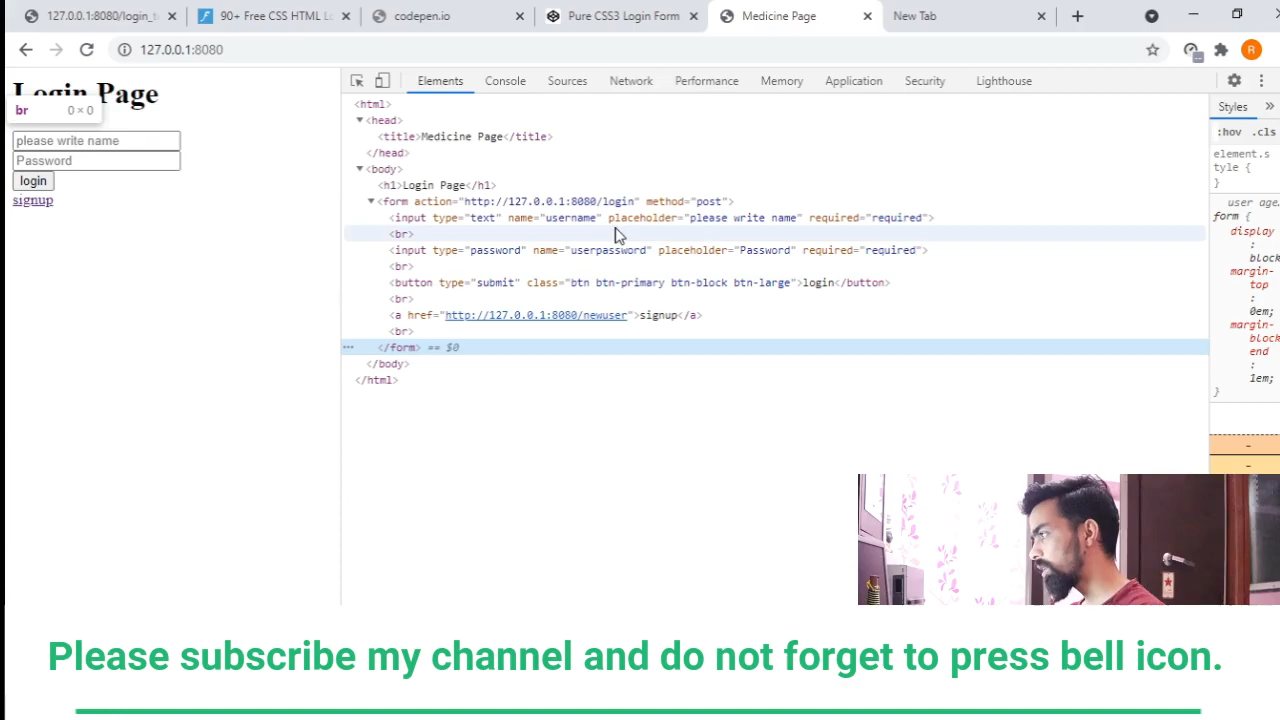 127.0.0.1:8080/login_t
90+ Free CSS HTML Lo
codepen.io
Pure CSS3 Login Form
Medicine Page
New Tab
127.0.0.1:8080
R
Login Page
br 0 × 0
please write name
Password
login
signup
Elements Console Sources Network Performance Memory Application Security Lighthouse
<html>
<head>
<title>Medicine Page</title>
</head>
<body>
<h1>Login Page</h1>
<form action="http://127.0.0.1:8080/login" method="post">
<input type="text" name="username" placeholder="please write name" required="required">
<br>
<input type="password" name="userpassword" placeholder="Password" required="required">
<br>
<button type="submit" class="btn btn-primary btn-block btn-large">login</button>
<br>
<a href="http://127.0.0.1:8080/newuser">signup</a>
<br>
</form> == $0
</body>
</html>
Styles »
:hov .cls
element.s
tyle {
}
user age…
form {
display
:
block
margin-
top
:
0em;
margin-
block
end
:
1em;
}
-
-
Please subscribe my channel and do not forget to press bell icon.